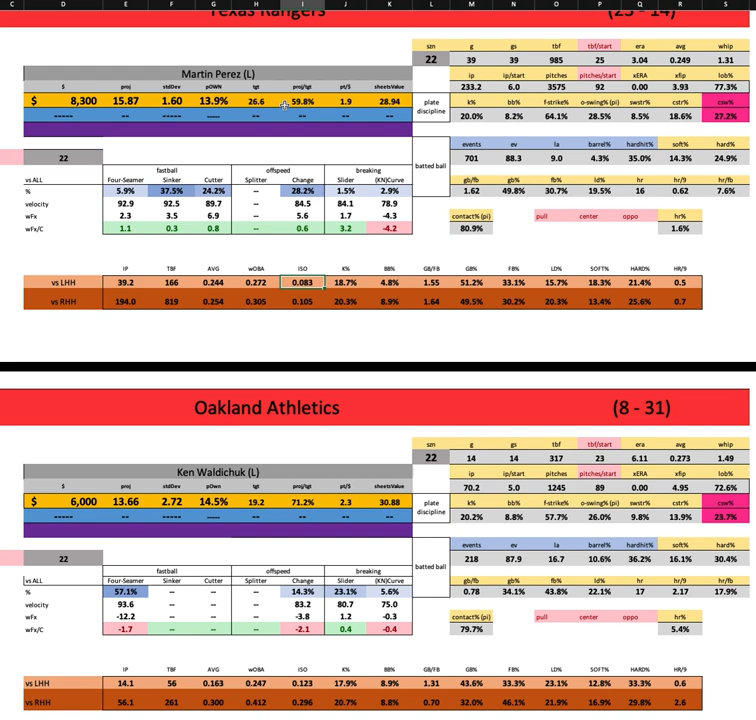 C D E F G H I J K L M N O P Q R S
Texas Rangers (25 - 14)
szn g gs tbf tbf/start era avg whip
22 39 39 985 25 3.04 0.249 1.31
Martin Perez (L) ip ip/start pitches pitches/start xERA xfip lob%
$ proj stdDev pOWN tgt proj/tgt pt/$ sheetsValue 233.2 6.0 3575 92 0.00 3.93 77.3%
$ 8,300 15.87 1.60 13.9% 26.6 59.8% 1.9 28.94 plate discipline k% bb% f-strike% o-swing% (pi) swstr% cstr% csw%
----- -- -- ---- -- -- -- -- 20.0% 8.2% 64.1% 28.5% 8.5% 18.6% 27.2%
events ev la barrel% hardhit% soft% hard%
22 batted ball 701 88.3 9.0 4.3% 35.0% 14.3% 24.9%
fastball offspeed breaking gb/fb gb% fb% ld% hr hr/9 hr/fb
vs ALL Four-Seamer Sinker Cutter Splitter Change Slider (KN)Curve
% 5.9% 37.5% 24.2% -- 28.2% 1.5% 2.9% 1.62 49.8% 30.7% 19.5% 16 0.62 7.6%
velocity 92.9 92.5 89.7 84.5 84.1 78.9
wFx 2.3 3.5 6.9 5.6 1.7 -4.3 contact% (pi) pull center oppo hr%
wFx/C 1.1 0.3 0.8 -- 0.6 3.2 -4.2 80.9% 1.6%
IP TBF AVG wOBA ISO K% BB% GB/FB GB% FB% LD% SOFT% HARD% HR/9
vs LHH 39.2 166 0.244 0.272 0.083 18.7% 4.8% 1.55 51.2% 33.1% 15.7% 18.3% 21.4% 0.5
vs RHH 194.0 819 0.254 0.305 0.105 20.3% 8.9% 1.64 49.5% 30.2% 20.3% 13.4% 25.6% 0.7
Oakland Athletics (8 - 31)
szn g gs tbf tbf/start era avg whip
22 14 14 317 23 6.11 0.273 1.49
Ken Waldichuk (L) ip ip/start pitches pitches/start xERA xfip lob%
$ proj stdDev pOwn tgt proj/tgt pt/$ sheetsValue 70.2 5.0 1245 89 0.00 4.95 72.6%
$ 6,000 13.66 2.72 14.5% 19.2 71.2% 2.3 30.88 plate discipline k% bb% f-strike% o-swing% (pi) swstr% cstr% csw%
----- -- -- ---- -- -- -- -- 20.2% 8.8% 57.7% 26.0% 9.8% 13.9% 23.7%
events ev la barrel% hardhit% soft% hard%
22 batted ball 218 89.9 16.7 10.6% 36.2% 16.1% 30.4%
fastball offspeed breaking gb/fb gb% fb% ld% hr hr/9 hr/fb
vs ALL Four-Seamer Sinker Cutter Splitter Change Slider (KN)Curve
% 57.1% -- -- -- 14.3% 23.1% 5.6% 0.78 34.1% 43.8% 22.1% 17 2.17 17.9%
velocity 93.6 -- -- -- 83.2 80.7 75.0
wFx -12.2 -- -- -- -3.8 1.2 -0.3 contact% (pi) pull center oppo hr%
wFx/C -1.7 -- -- -- -2.1 0.4 -0.4 79.7% 5.4%
IP TBF AVG wOBA ISO K% BB% GB/FB GB% FB% LD% SOFT% HARD% HR/9
vs LHH 14.1 56 0.163 0.247 0.123 17.9% 8.9% 1.31 43.6% 33.3% 23.1% 12.8% 33.3% 0.6
vs RHH 56.1 261 0.300 0.412 0.296 20.7% 8.8% 0.70 32.0% 46.1% 21.9% 16.9% 29.8% 2.6